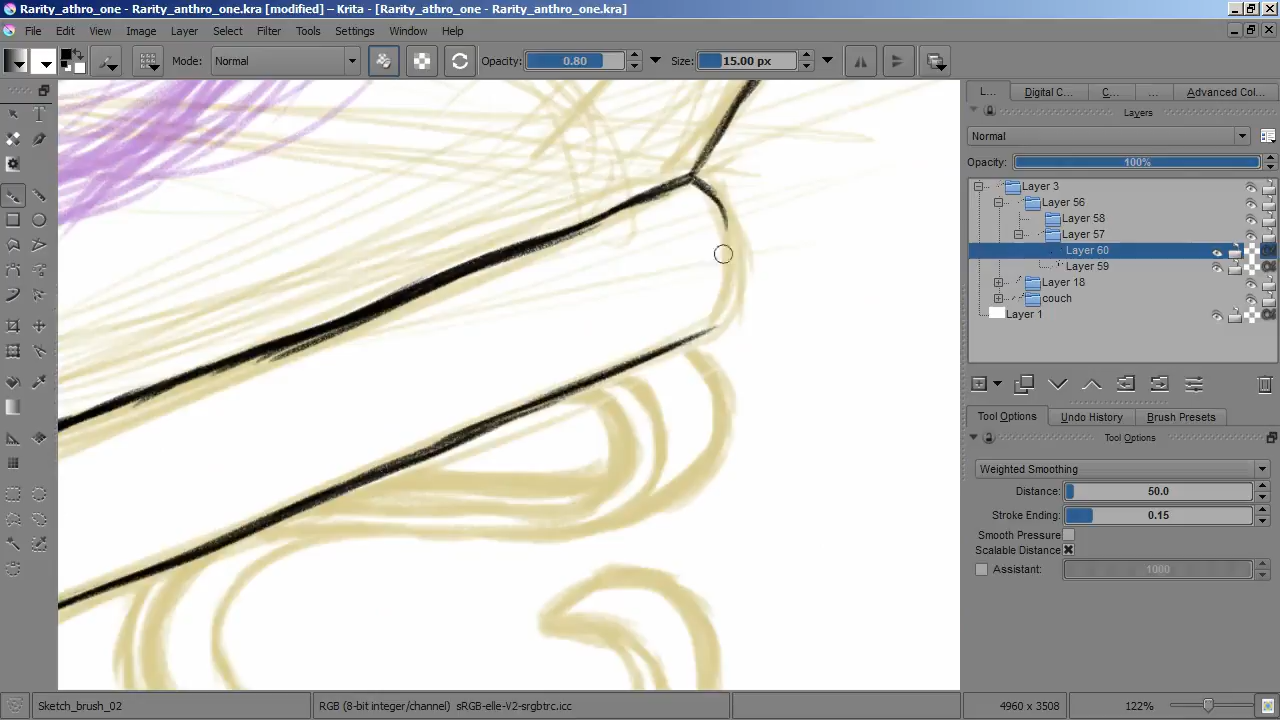 Rarity_athro_one - Rarity_anthro_one.kra [modified] – Krita - [Rarity_athro_one - Rarity_anthro_one.kra]
File Edit View Image Layer Select Filter Tools Settings Window Help
Mode: Normal Opacity: 0.80 Size: 15.00 px
L... Digital C... C... ... Advanced Col...
Layers
Normal
Opacity: 100%
Layer 3
Layer 56
Layer 58
Layer 57
Layer 60
Layer 59
Layer 18
couch
Layer 1
Tool Options Undo History Brush Presets
Tool Options
Weighted Smoothing
Distance: 50.0
Stroke Ending: 0.15
Smooth Pressure
Scalable Distance
Assistant: 1000
Sketch_brush_02 RGB (8-bit integer/channel) sRGB-elle-V2-srgbtrc.icc 4960 x 3508 122%